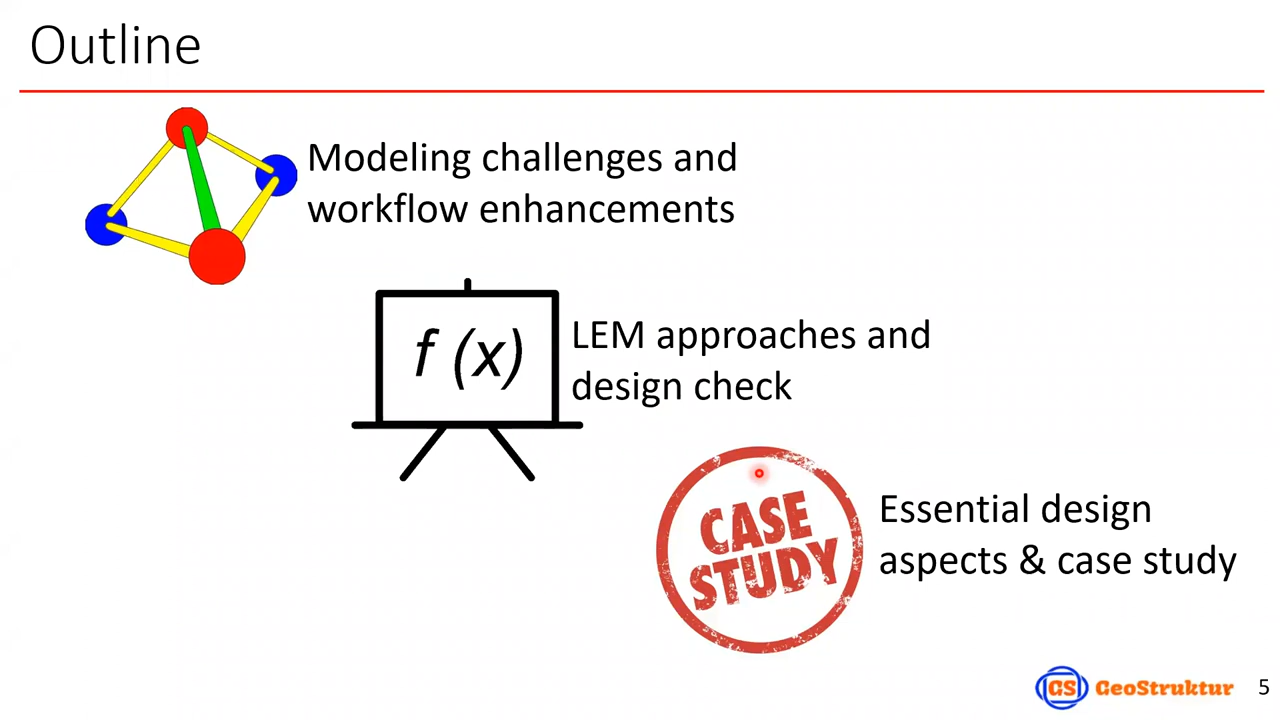 Outline
Modeling challenges and
workflow enhancements
f (x)
LEM approaches and
design check
CASE
STUDY
Essential design
aspects & case study
GS GeoStruktur
5